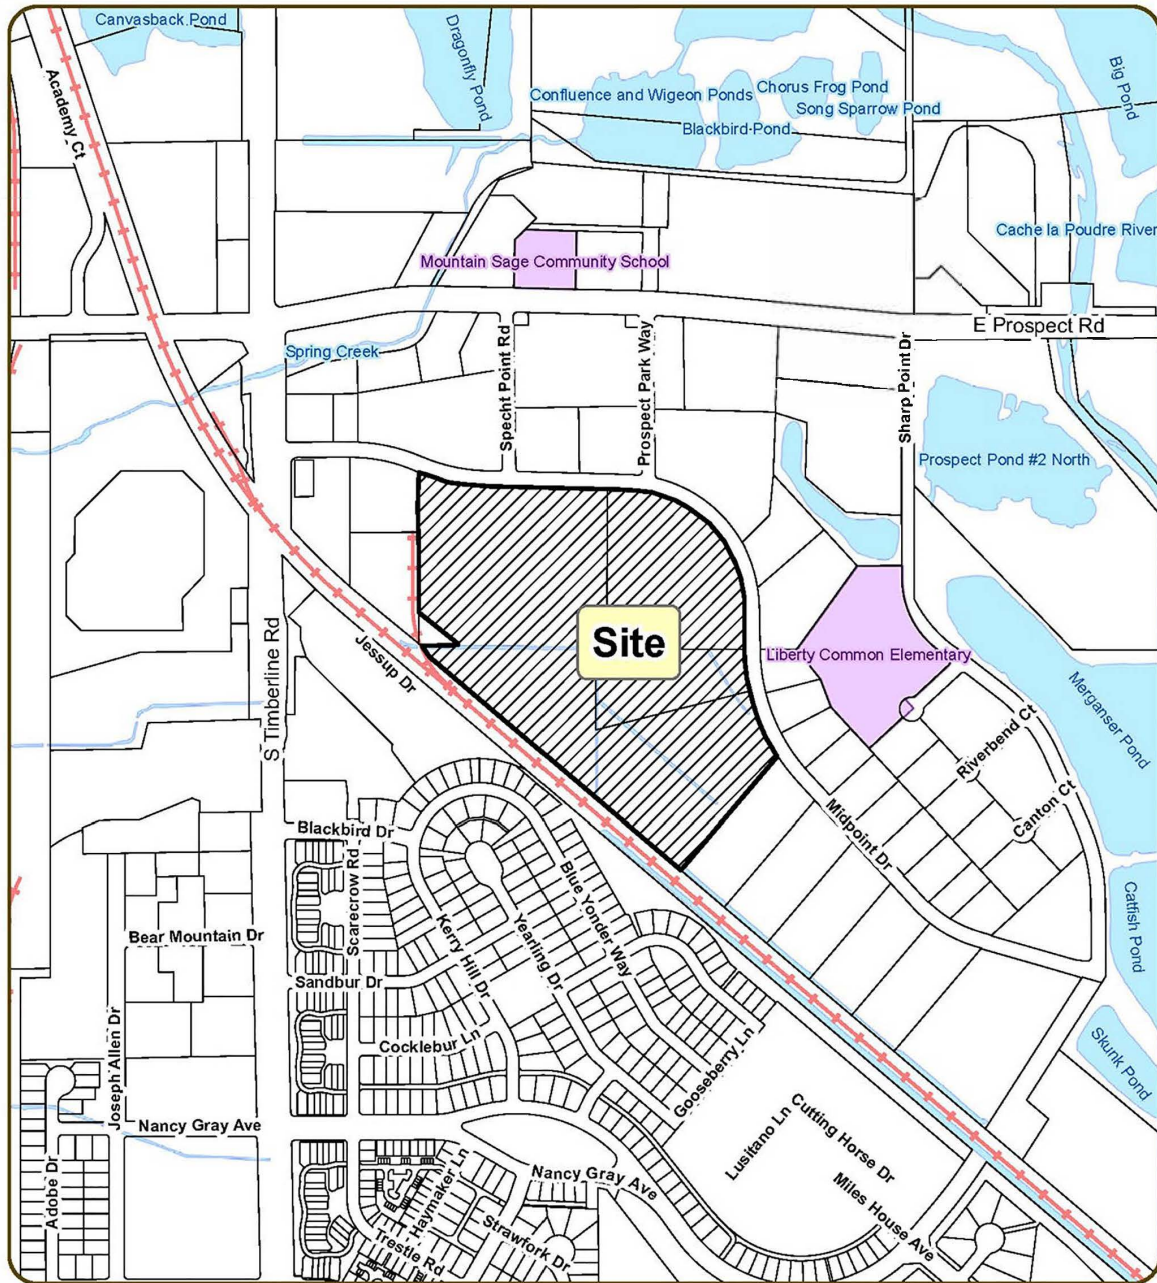 Canvasback Pond
Dragonfly Pond
Big Pond
Academy Ct
Confluence and Wigeon Ponds
Chorus Frog Pond
Song Sparrow Pond
Blackbird Pond
Cache la Poudre River
Mountain Sage Community School
E Prospect Rd
Spring Creek
Specht Point Rd
Prospect Park Way
Sharp Point Dr
Prospect Pond #2 North
Site
Liberty Common Elementary
Jessup Dr
S Timberline Rd
Merganser Pond
Riverbend Ct
Canton Ct
Midpoint Dr
Blackbird Dr
Scarecrow Rd
Blue Yonder Way
Kerry Hill Dr
Yearling Dr
Catfish Pond
Bear Mountain Dr
Sandbur Dr
Cocklebur Ln
Gooseberry Ln
Skunk Pond
Joseph Allen Dr
Nancy Gray Ave
Lusitano Ln
Cutting Horse Dr
Miles House Ave
Adobe Dr
Nancy Gray Ave
Haymaker Ln
Strawfork Dr
Trestle Rd